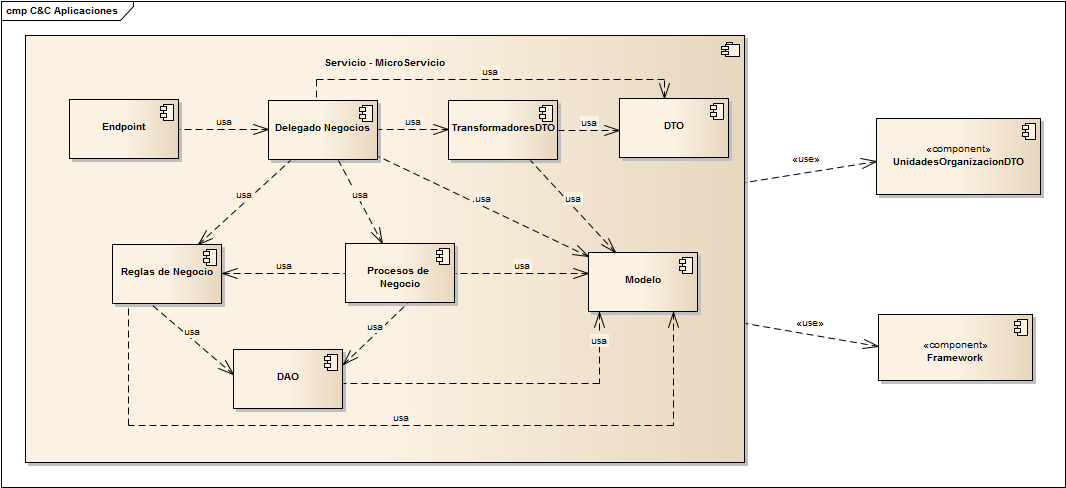 cmp C&C Aplicaciones
Servicio - MicroServicio
usa
Endpoint
usa
Delegado Negocios
usa
TransformadoresDTO
usa
DTO
«component»
UnidadesOrganizacionDTO
«use»
usa
usa
usa
usa
Reglas de Negocio
usa
Procesos de
Negocio
usa
Modelo
«use»
usa
usa
usa
«component»
Framework
DAO
usa